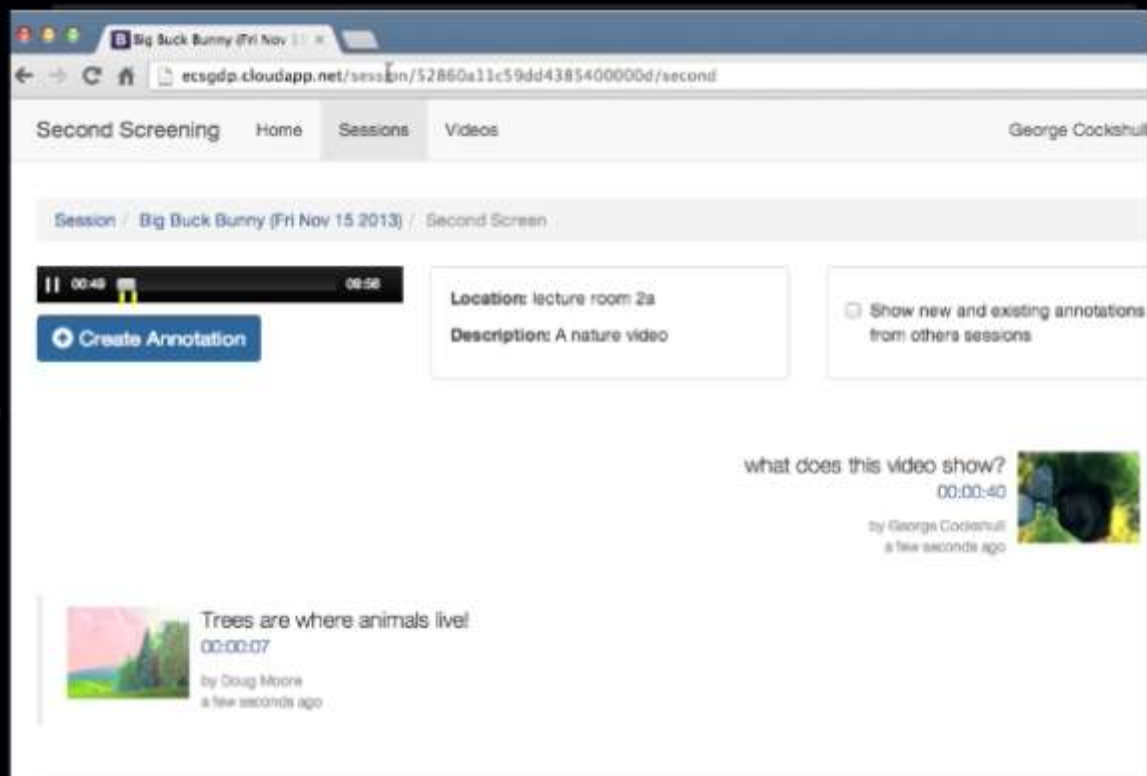 Big Buck Bunny (Fri Nov 1
ecsgdp.cloudapp.net/session/52860a11c59dd4385400000d/second
Second Screening Home Sessions Videos George Cockshull
Session / Big Buck Bunny (Fri Nov 15 2013) / Second Screen
00:49 09:56
Create Annotation
Location: lecture room 2a
Description: A nature video
Show new and existing annotations
from others sessions
what does this video show?
00:00:40
by George Cockshull
a few seconds ago
Trees are where animals live!
00:00:07
by Doug Moore
a few seconds ago